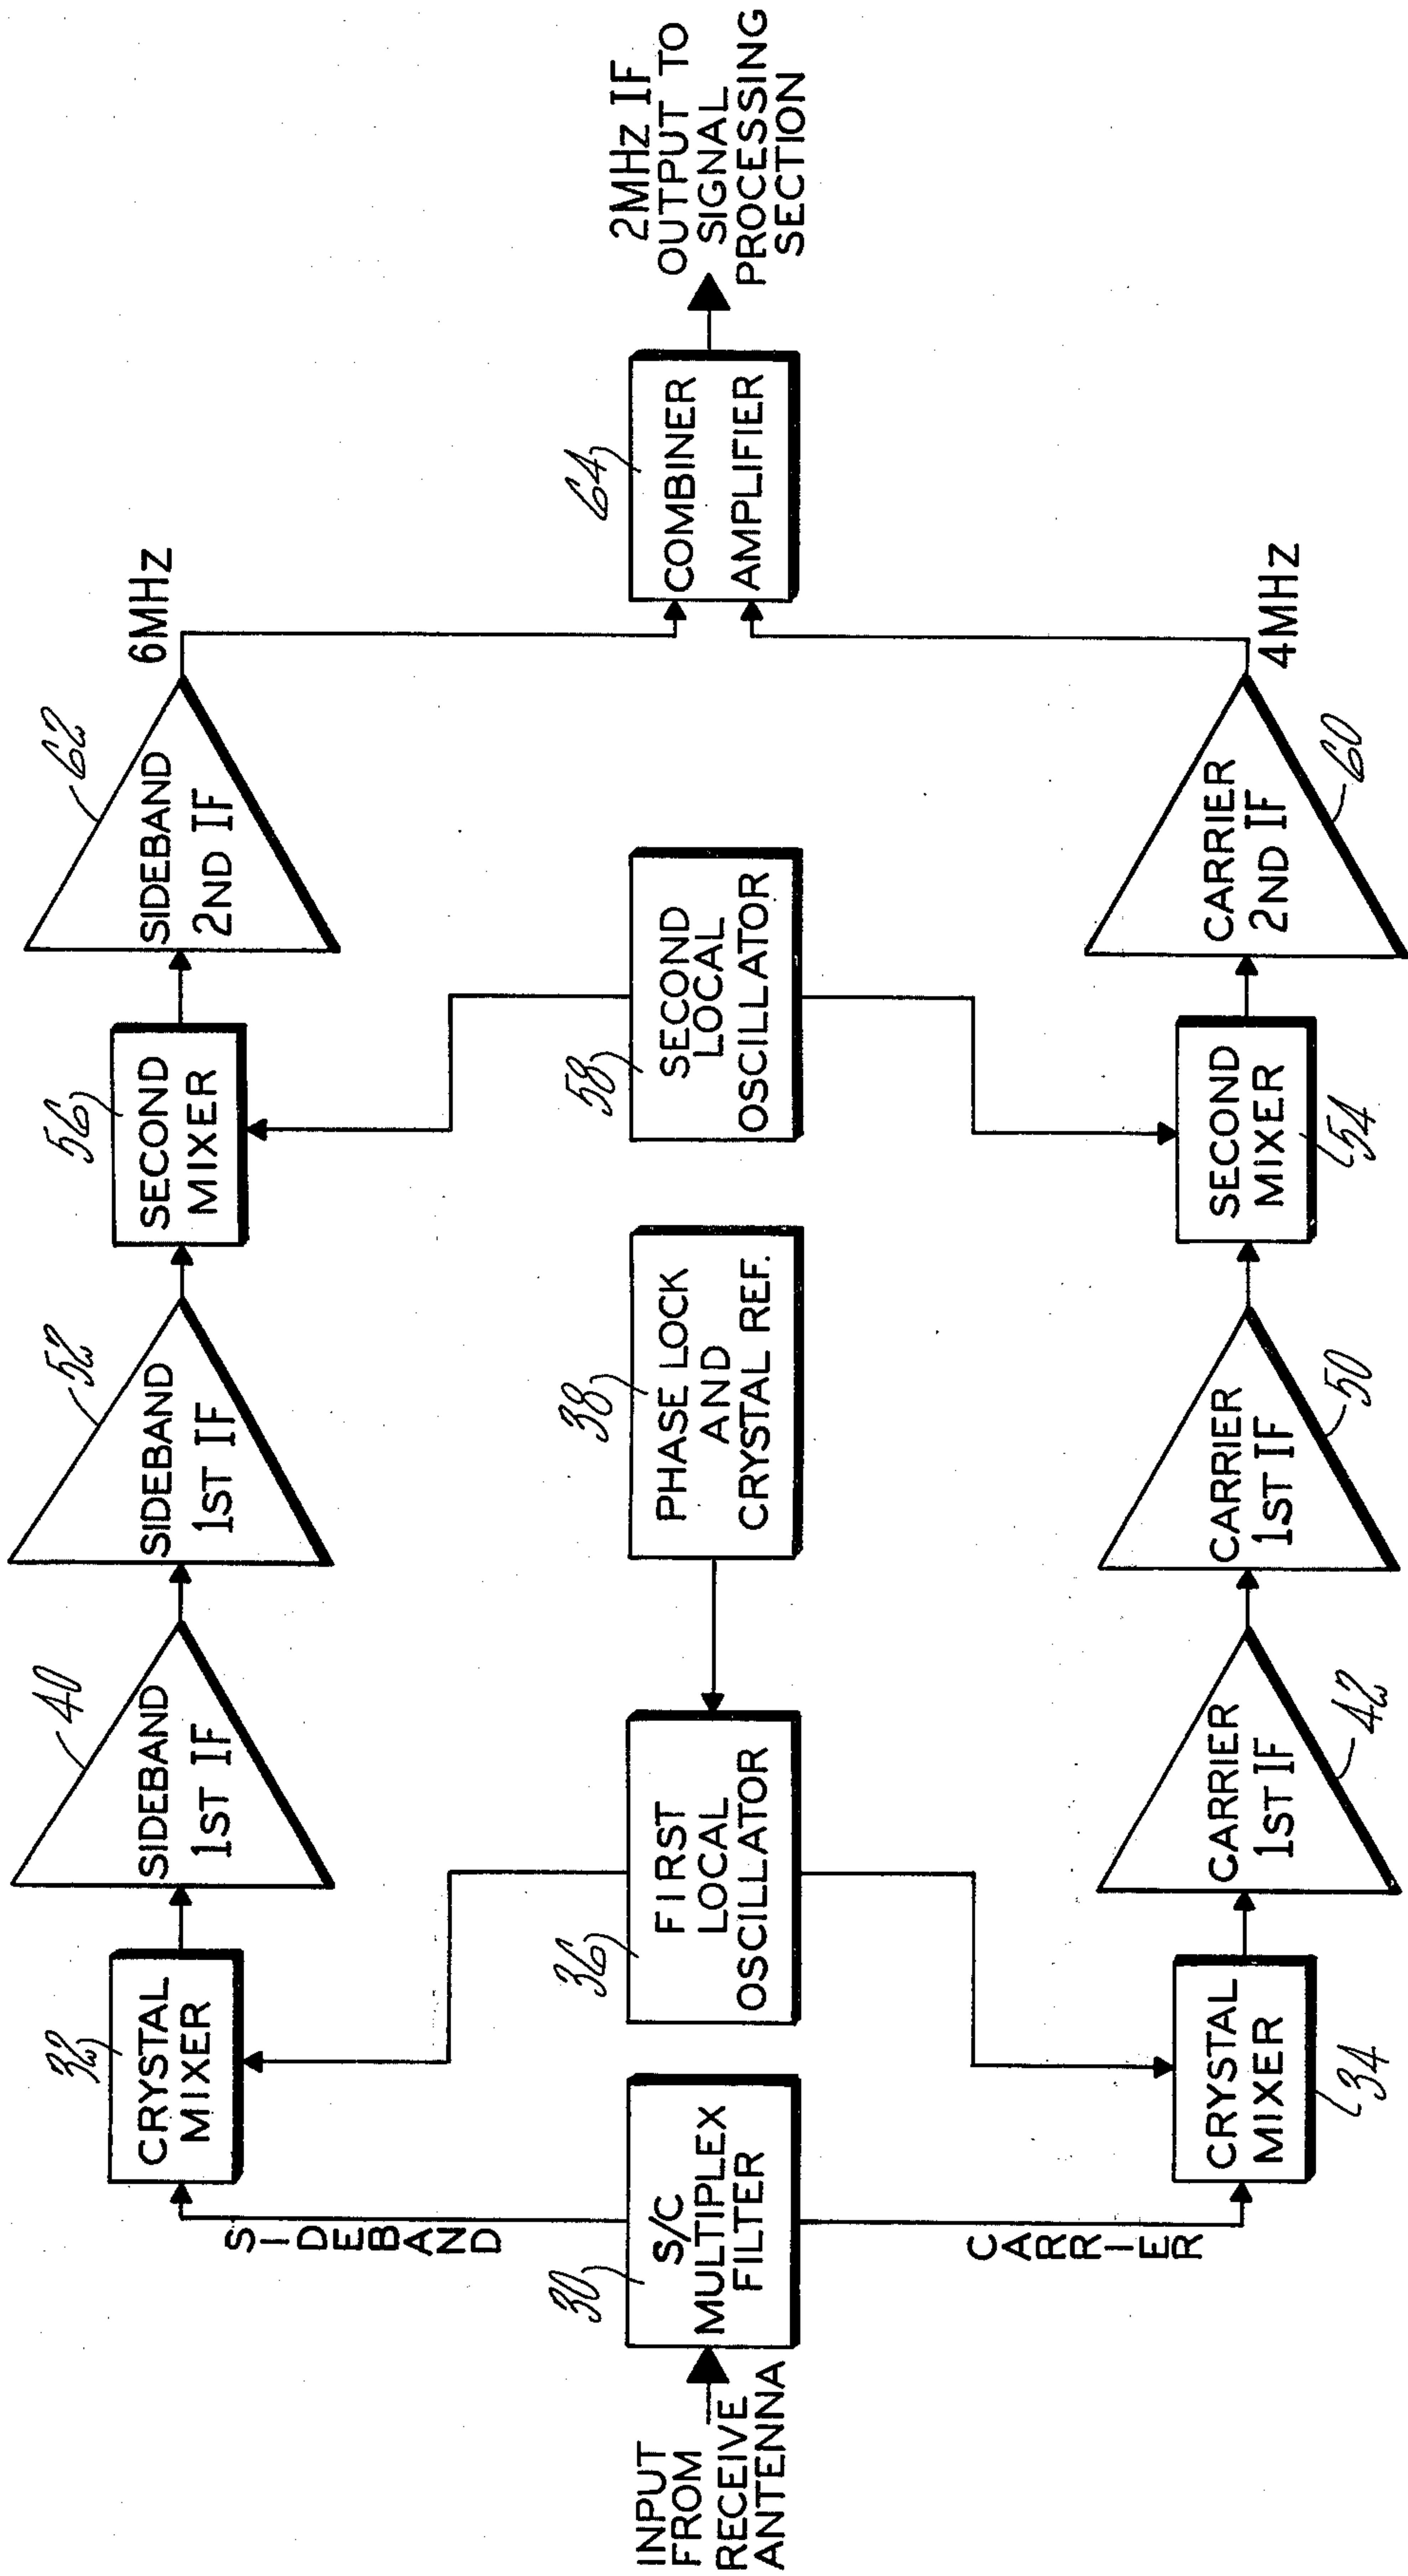 INPUT
FROM
RECEIVE
ANTENNA
30
S/C
MULTIPLEX
FILTER
SIDEBAND
CARRIER
32
CRYSTAL
MIXER
40
SIDEBAND
1ST IF
52
SIDEBAND
1ST IF
56
SECOND
MIXER
62
SIDEBAND
2ND IF
6MHz
36
FIRST
LOCAL
OSCILLATOR
38
PHASE LOCK
AND
CRYSTAL REF.
58
SECOND
LOCAL
OSCILLATOR
64
COMBINER
AMPLIFIER
2MHz IF
OUTPUT TO
SIGNAL
PROCESSING
SECTION
CRYSTAL
MIXER
34
CARRIER
1ST IF
42
CARRIER
1ST IF
50
SECOND
MIXER
54
CARRIER
2ND IF
60
4MHz